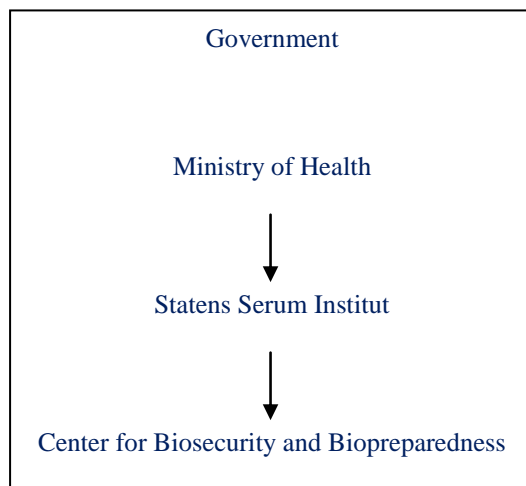 Government
Ministry of Health
Statens Serum Institut
Center for Biosecurity and Biopreparedness